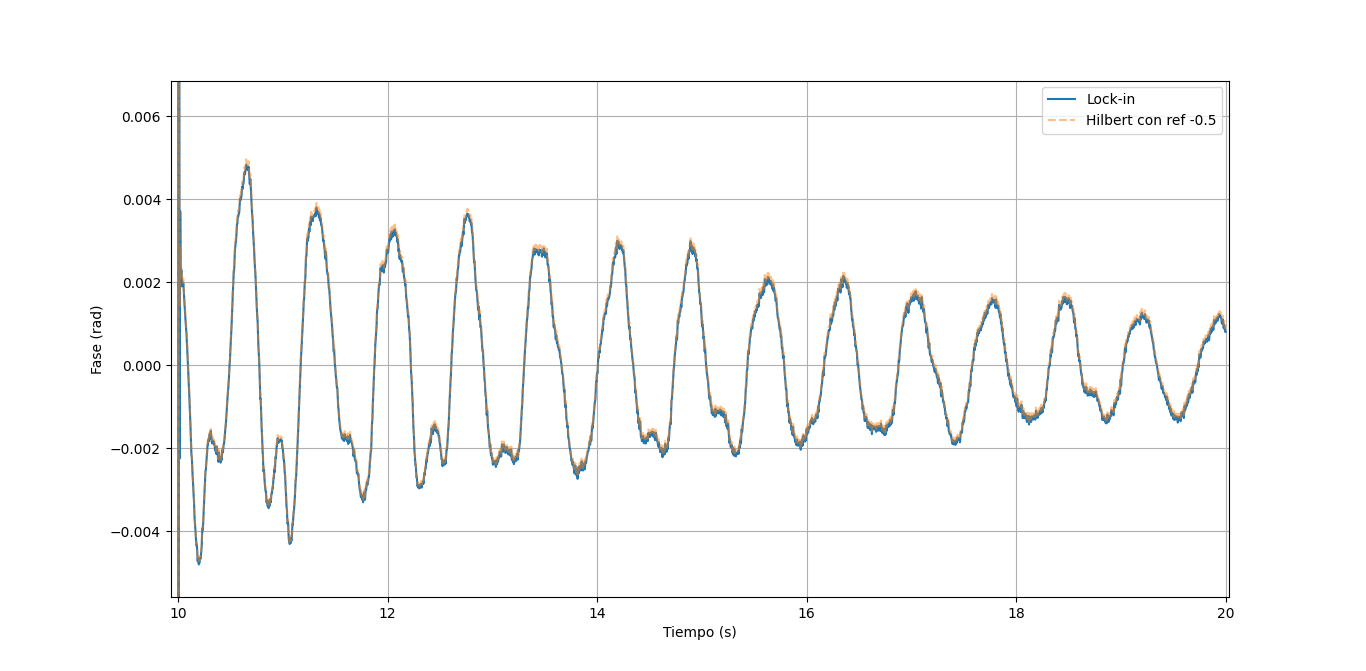 Lock-in
Hilbert con ref -0.5
0.006
0.004
0.002
0.000
−0.002
−0.004
Fase (rad)
10 12 14 16 18 20
Tiempo (s)